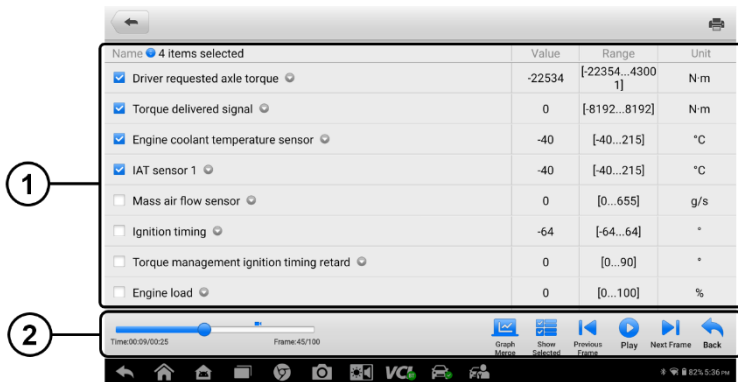 Name 4 items selected Value Range Unit
Driver requested axle torque -22534 [-22354...4300
1] N·m
Torque delivered signal 0 [-8192...8192] N·m
Engine coolant temperature sensor -40 [-40...215] °C
IAT sensor 1 -40 [-40...215] °C
Mass air flow sensor 0 [0...655] g/s
Ignition timing -64 [-64...64] °
Torque management ignition timing retard 0 [0...90] °
Engine load 0 [0...100] %
1
2
Time:00:09/00:25 Frame:45/100
Graph
Merge
Show
Selected
Previous
Frame
Play
Next Frame
Back
VCI
82% 5:36 PM